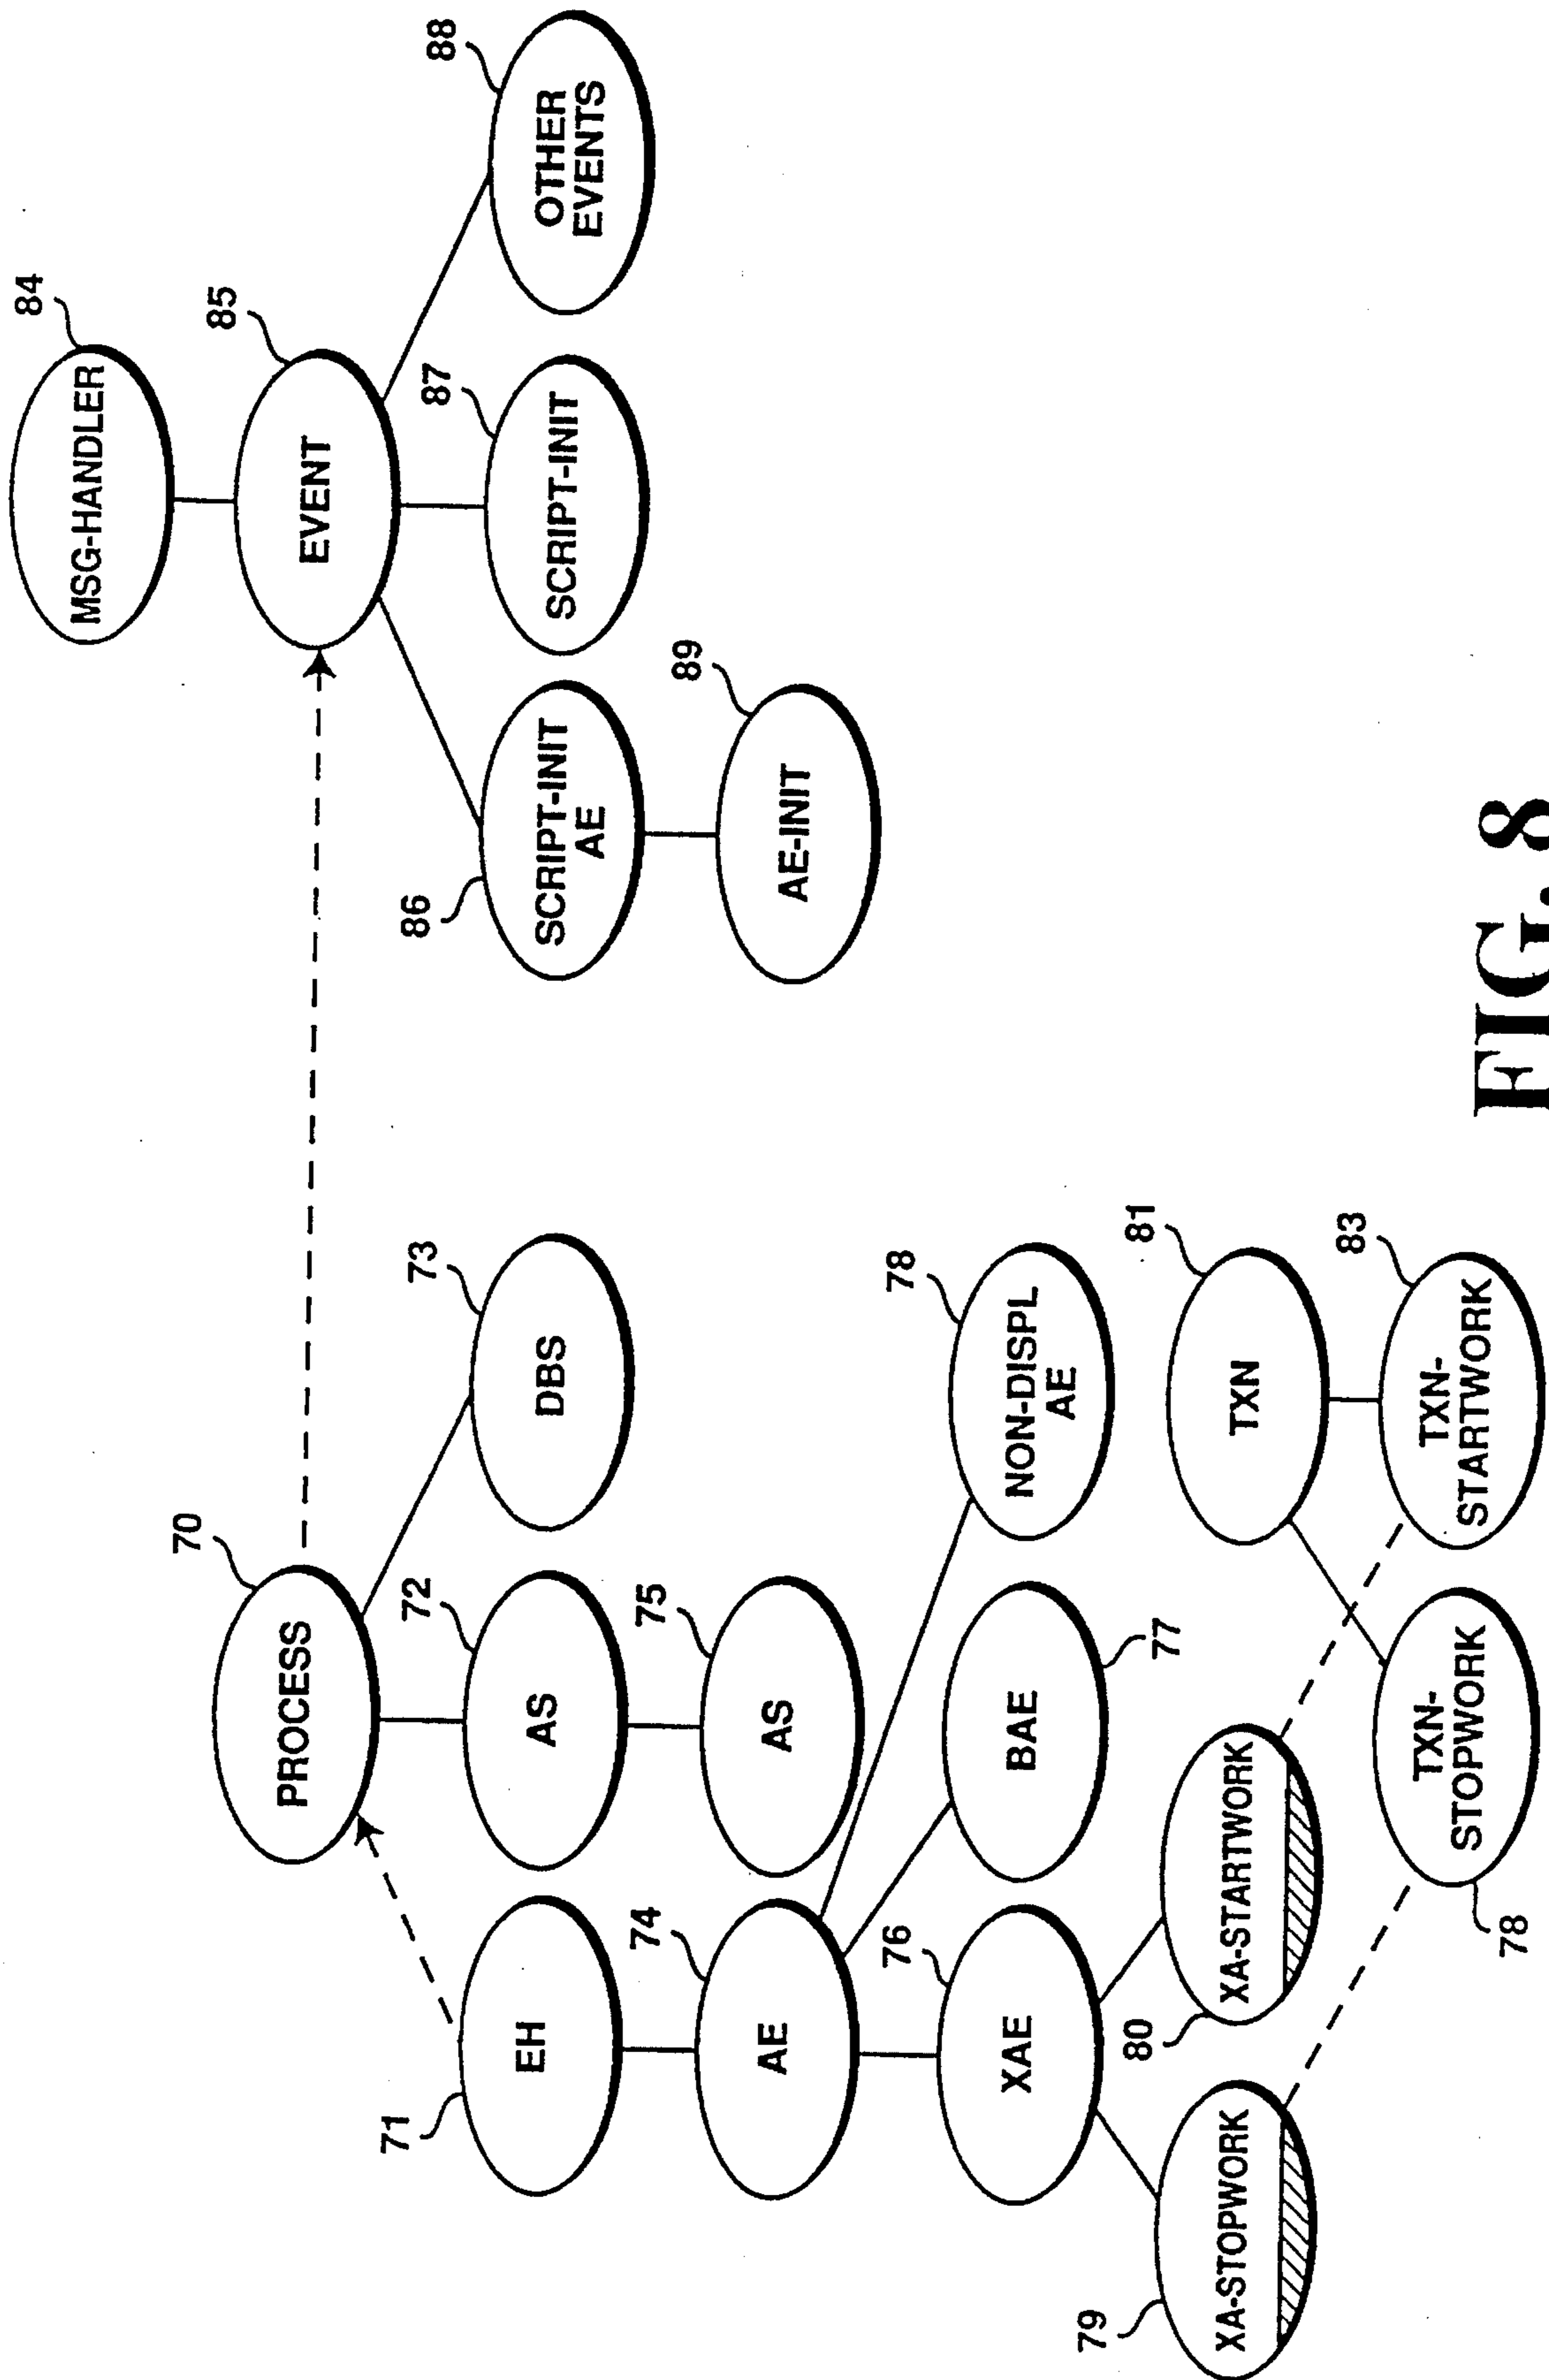 84
MSG-HANDLER
85
EVENT
88
OTHER
EVENTS
87
SCRIPT-INIT
86
SCRIPT-INIT
AE
89
AE-INIT
70
PROCESS
73
DBS
72
AS
71
EH
75
AS
74
AE
78
NON-DISPL
AE
77
BAE
76
XAE
81
TXN
80
XA-STARTWORK
79
XA-STOPWORK
83
TXN-
STARTWORK
78
TXN-
STOPWORK
FIG. 8